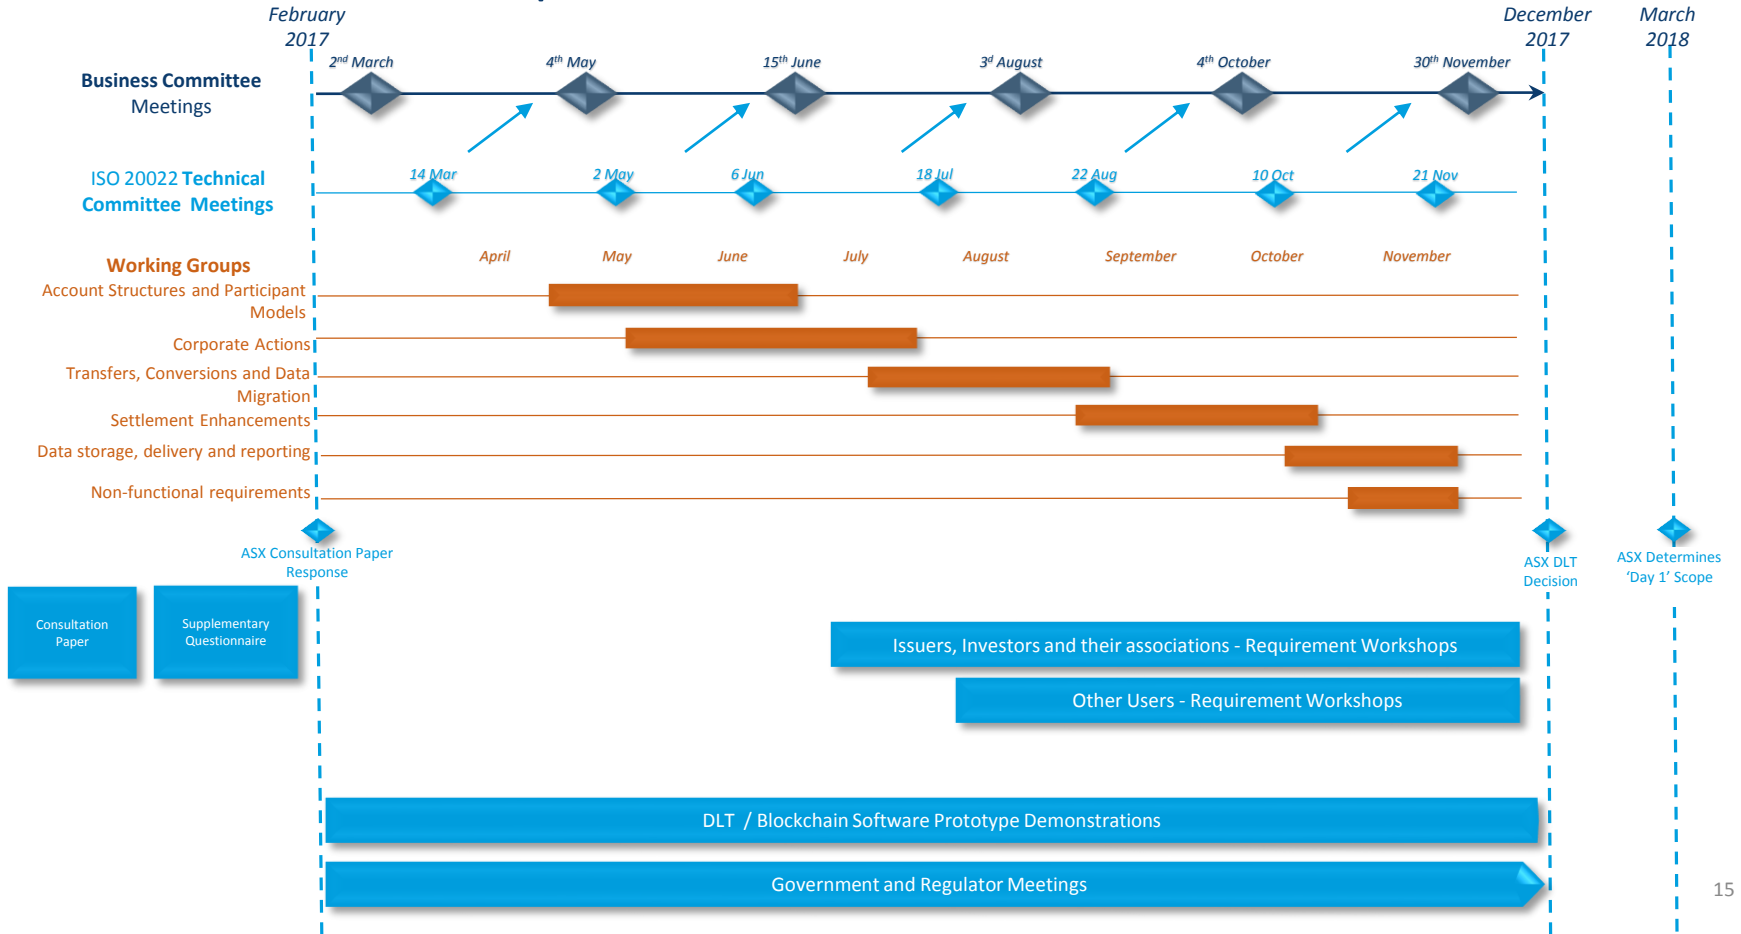 February
2017
December
2017
March
2018
Business Committee
Meetings
2nd March
4th May
15th June
3d August
4th October
30th November
ISO 20022 Technical
Committee Meetings
14 Mar
2 May
6 Jun
18 Jul
22 Aug
10 Oct
21 Nov
Working Groups
April
May
June
July
August
September
October
November
Account Structures and Participant
Models
Corporate Actions
Transfers, Conversions and Data
Migration
Settlement Enhancements
Data storage, delivery and reporting
Non-functional requirements
ASX Consultation Paper
Response
ASX DLT
Decision
ASX Determines
‘Day 1’ Scope
Consultation
Paper
Supplementary
Questionnaire
Issuers, Investors and their associations - Requirement Workshops
Other Users - Requirement Workshops
DLT / Blockchain Software Prototype Demonstrations
Government and Regulator Meetings
15